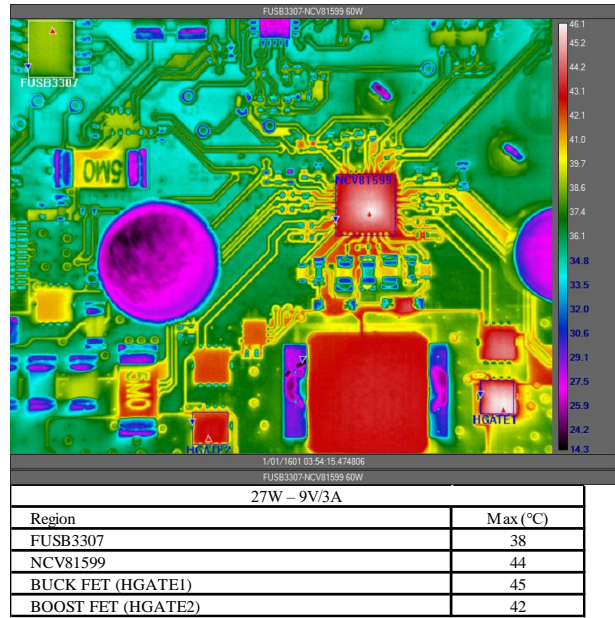 FUSB3307-NCV81599 60W
46.1
45.2
44.2
43.1
42.1
41.0
39.7
38.6
37.4
36.1
34.8
33.5
32.0
30.6
29.1
27.5
25.9
24.2
14.3
FUSB3307
NCV81599
5M0
5M0
HGATE1
HGATE2
1/01/1601 03:54:15.474806
FUSB3307-NCV81599 60W
27W – 9V/3A
Region Max (°C)
FUSB3307 38
NCV81599 44
BUCK FET (HGATE1) 45
BOOST FET (HGATE2) 42